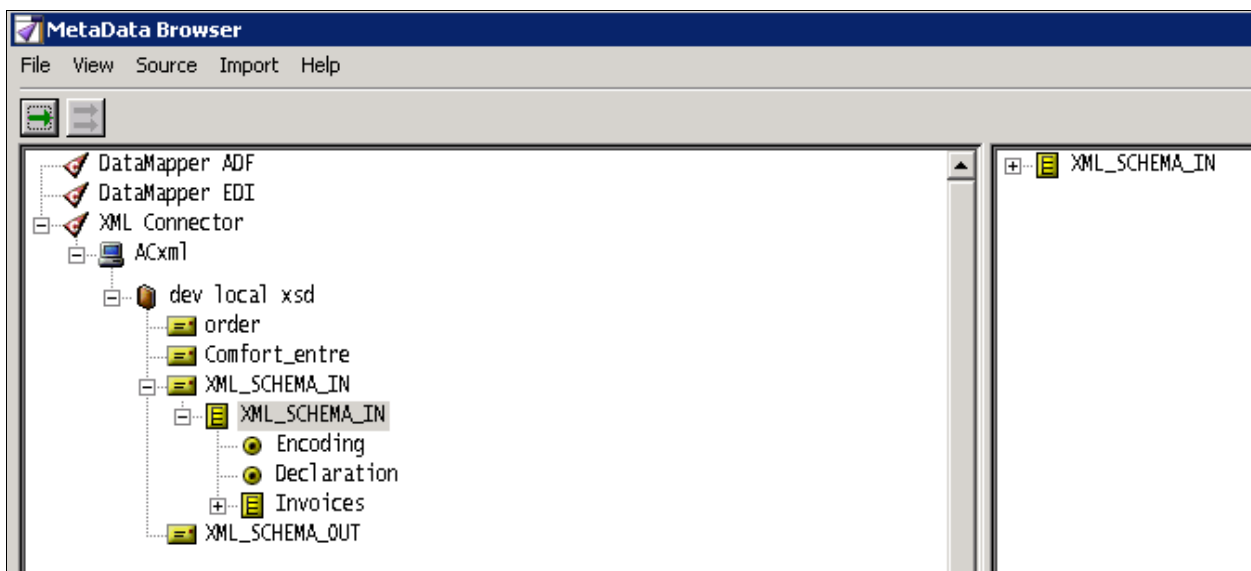 MetaData Browser
File View Source Import Help
DataMapper ADF
DataMapper EDI
XML Connector
ACxml
dev local xsd
order
Comfort_entre
XML_SCHEMA_IN
XML_SCHEMA_IN
Encoding
Declaration
Invoices
XML_SCHEMA_OUT
XML_SCHEMA_IN